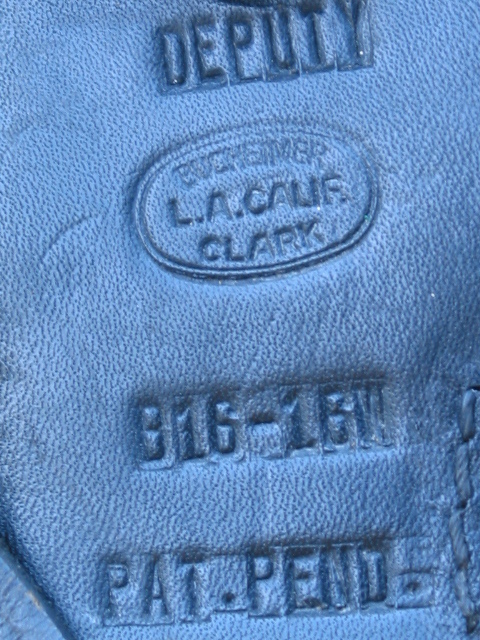 DEPUTY
BUCHEIMER
L.A. CALIF.
CLARK
PAT. PEND.